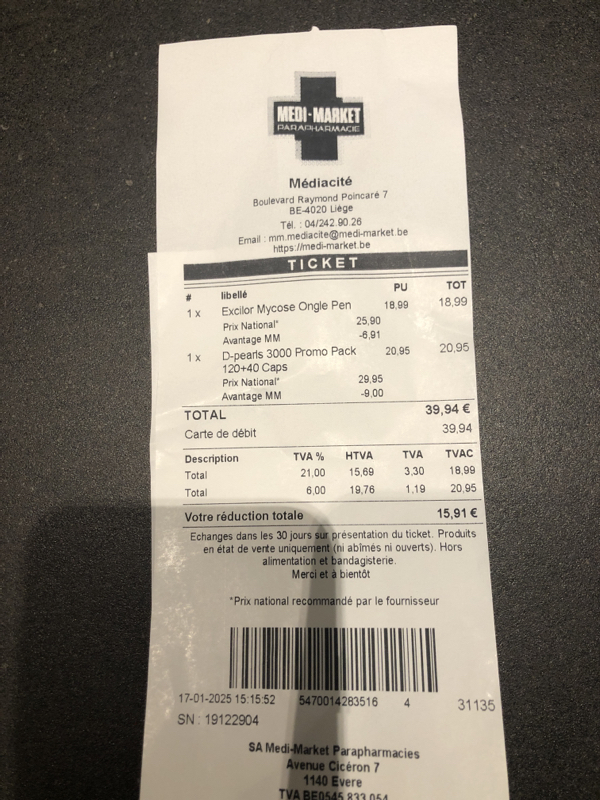 MEDI-MARKET
PARAPHARMACIE
Médiacité
Boulevard Raymond Poincaré 7
BE-4020 Liège
Tél. : 04/242.90.26
Email : mm.mediacite@medi-market.be
https://medi-market.be
TICKET
# libellé PU TOT
1 x Excilor Mycose Ongle Pen 18,99 18,99
Prix National* 25,90
Avantage MM -6,91
1 x D-pearls 3000 Promo Pack 20,95 20,95
120+40 Caps
Prix National* 29,95
Avantage MM -9,00
TOTAL 39,94 €
Carte de débit 39,94
Description TVA % HTVA TVA TVAC
Total 21,00 15,69 3,30 18,99
Total 6,00 19,76 1,19 20,95
Votre réduction totale 15,91 €
Echanges dans les 30 jours sur présentation du ticket. Produits
en état de vente uniquement (ni abîmés ni ouverts). Hors
alimentation et bandagisterie.
Merci et à bientôt
*Prix national recommandé par le fournisseur
17-01-2025 15:15:52 5470014283516 4 31135
SN : 19122904
SA Medi-Market Parapharmacies
Avenue Cicéron 7
1140 Evere
TVA BE0545.833.054